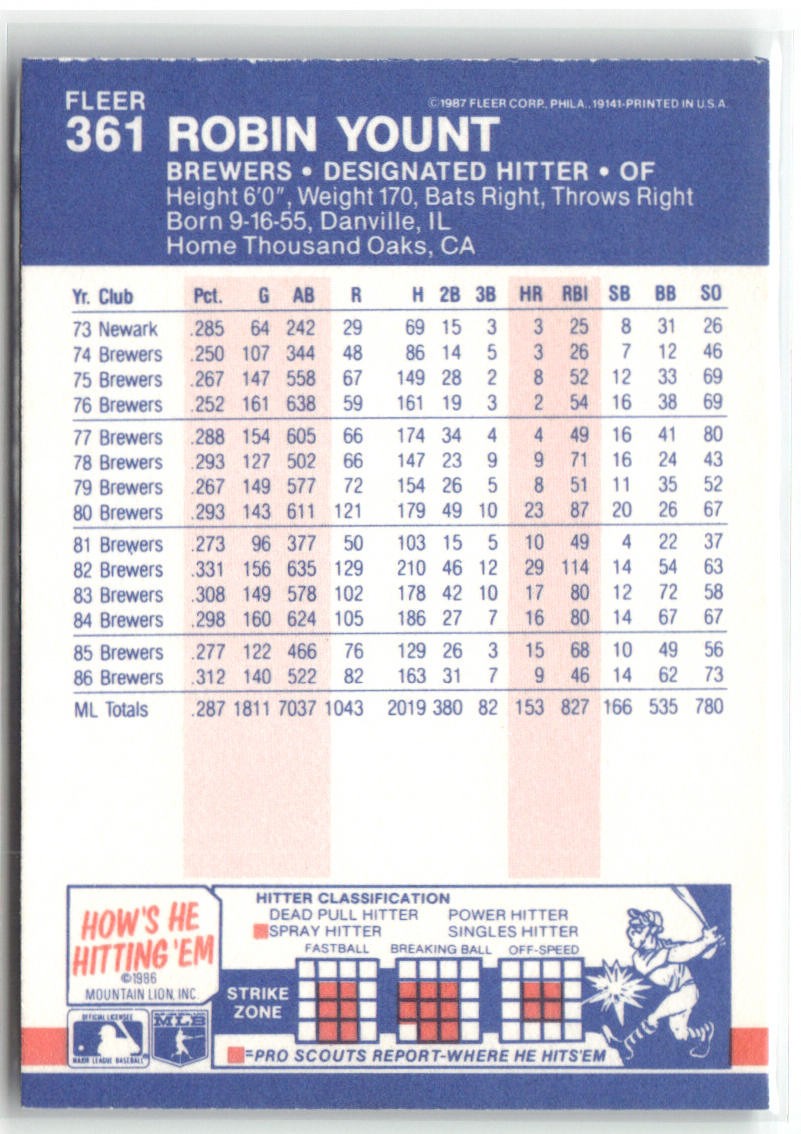 FLEER
©1987 FLEER CORP., PHILA., 19141-PRINTED IN U.S.A.
361 ROBIN YOUNT
BREWERS • DESIGNATED HITTER • OF
Height 6'0", Weight 170, Bats Right, Throws Right
Born 9-16-55, Danville, IL
Home Thousand Oaks, CA
Yr. Club Pct. G AB R H 2B 3B HR RBI SB BB SO
73 Newark .285 64 242 29 69 15 3 3 25 8 31 26
74 Brewers .250 107 344 48 86 14 5 3 26 7 12 46
75 Brewers .267 147 558 67 149 28 2 8 52 12 33 69
76 Brewers .252 161 638 59 161 19 3 2 54 16 38 69
77 Brewers .288 154 605 66 174 34 4 4 49 16 41 80
78 Brewers .293 127 502 66 147 23 9 9 71 16 24 43
79 Brewers .267 149 577 72 154 26 5 8 51 11 35 52
80 Brewers .293 143 611 121 179 49 10 23 87 20 26 67
81 Brewers .273 96 377 50 103 15 5 10 49 4 22 37
82 Brewers .331 156 635 129 210 46 12 29 114 14 54 63
83 Brewers .308 149 578 102 178 42 10 17 80 12 72 58
84 Brewers .298 160 624 105 186 27 7 16 80 14 67 67
85 Brewers .277 122 466 76 129 26 3 15 68 10 49 56
86 Brewers .312 140 522 82 163 31 7 9 46 14 62 73
ML Totals .287 1811 7037 1043 2019 380 82 153 827 166 535 780
HOW'S HE
HITTING 'EM
©1986
MOUNTAIN LION, INC.
HITTER CLASSIFICATION
DEAD PULL HITTER POWER HITTER
SPRAY HITTER SINGLES HITTER
FASTBALL BREAKING BALL OFF-SPEED
STRIKE
ZONE
=PRO SCOUTS REPORT-WHERE HE HITS'EM
OFFICIAL LICENSEE
MAJOR LEAGUE BASEBALL
MLB